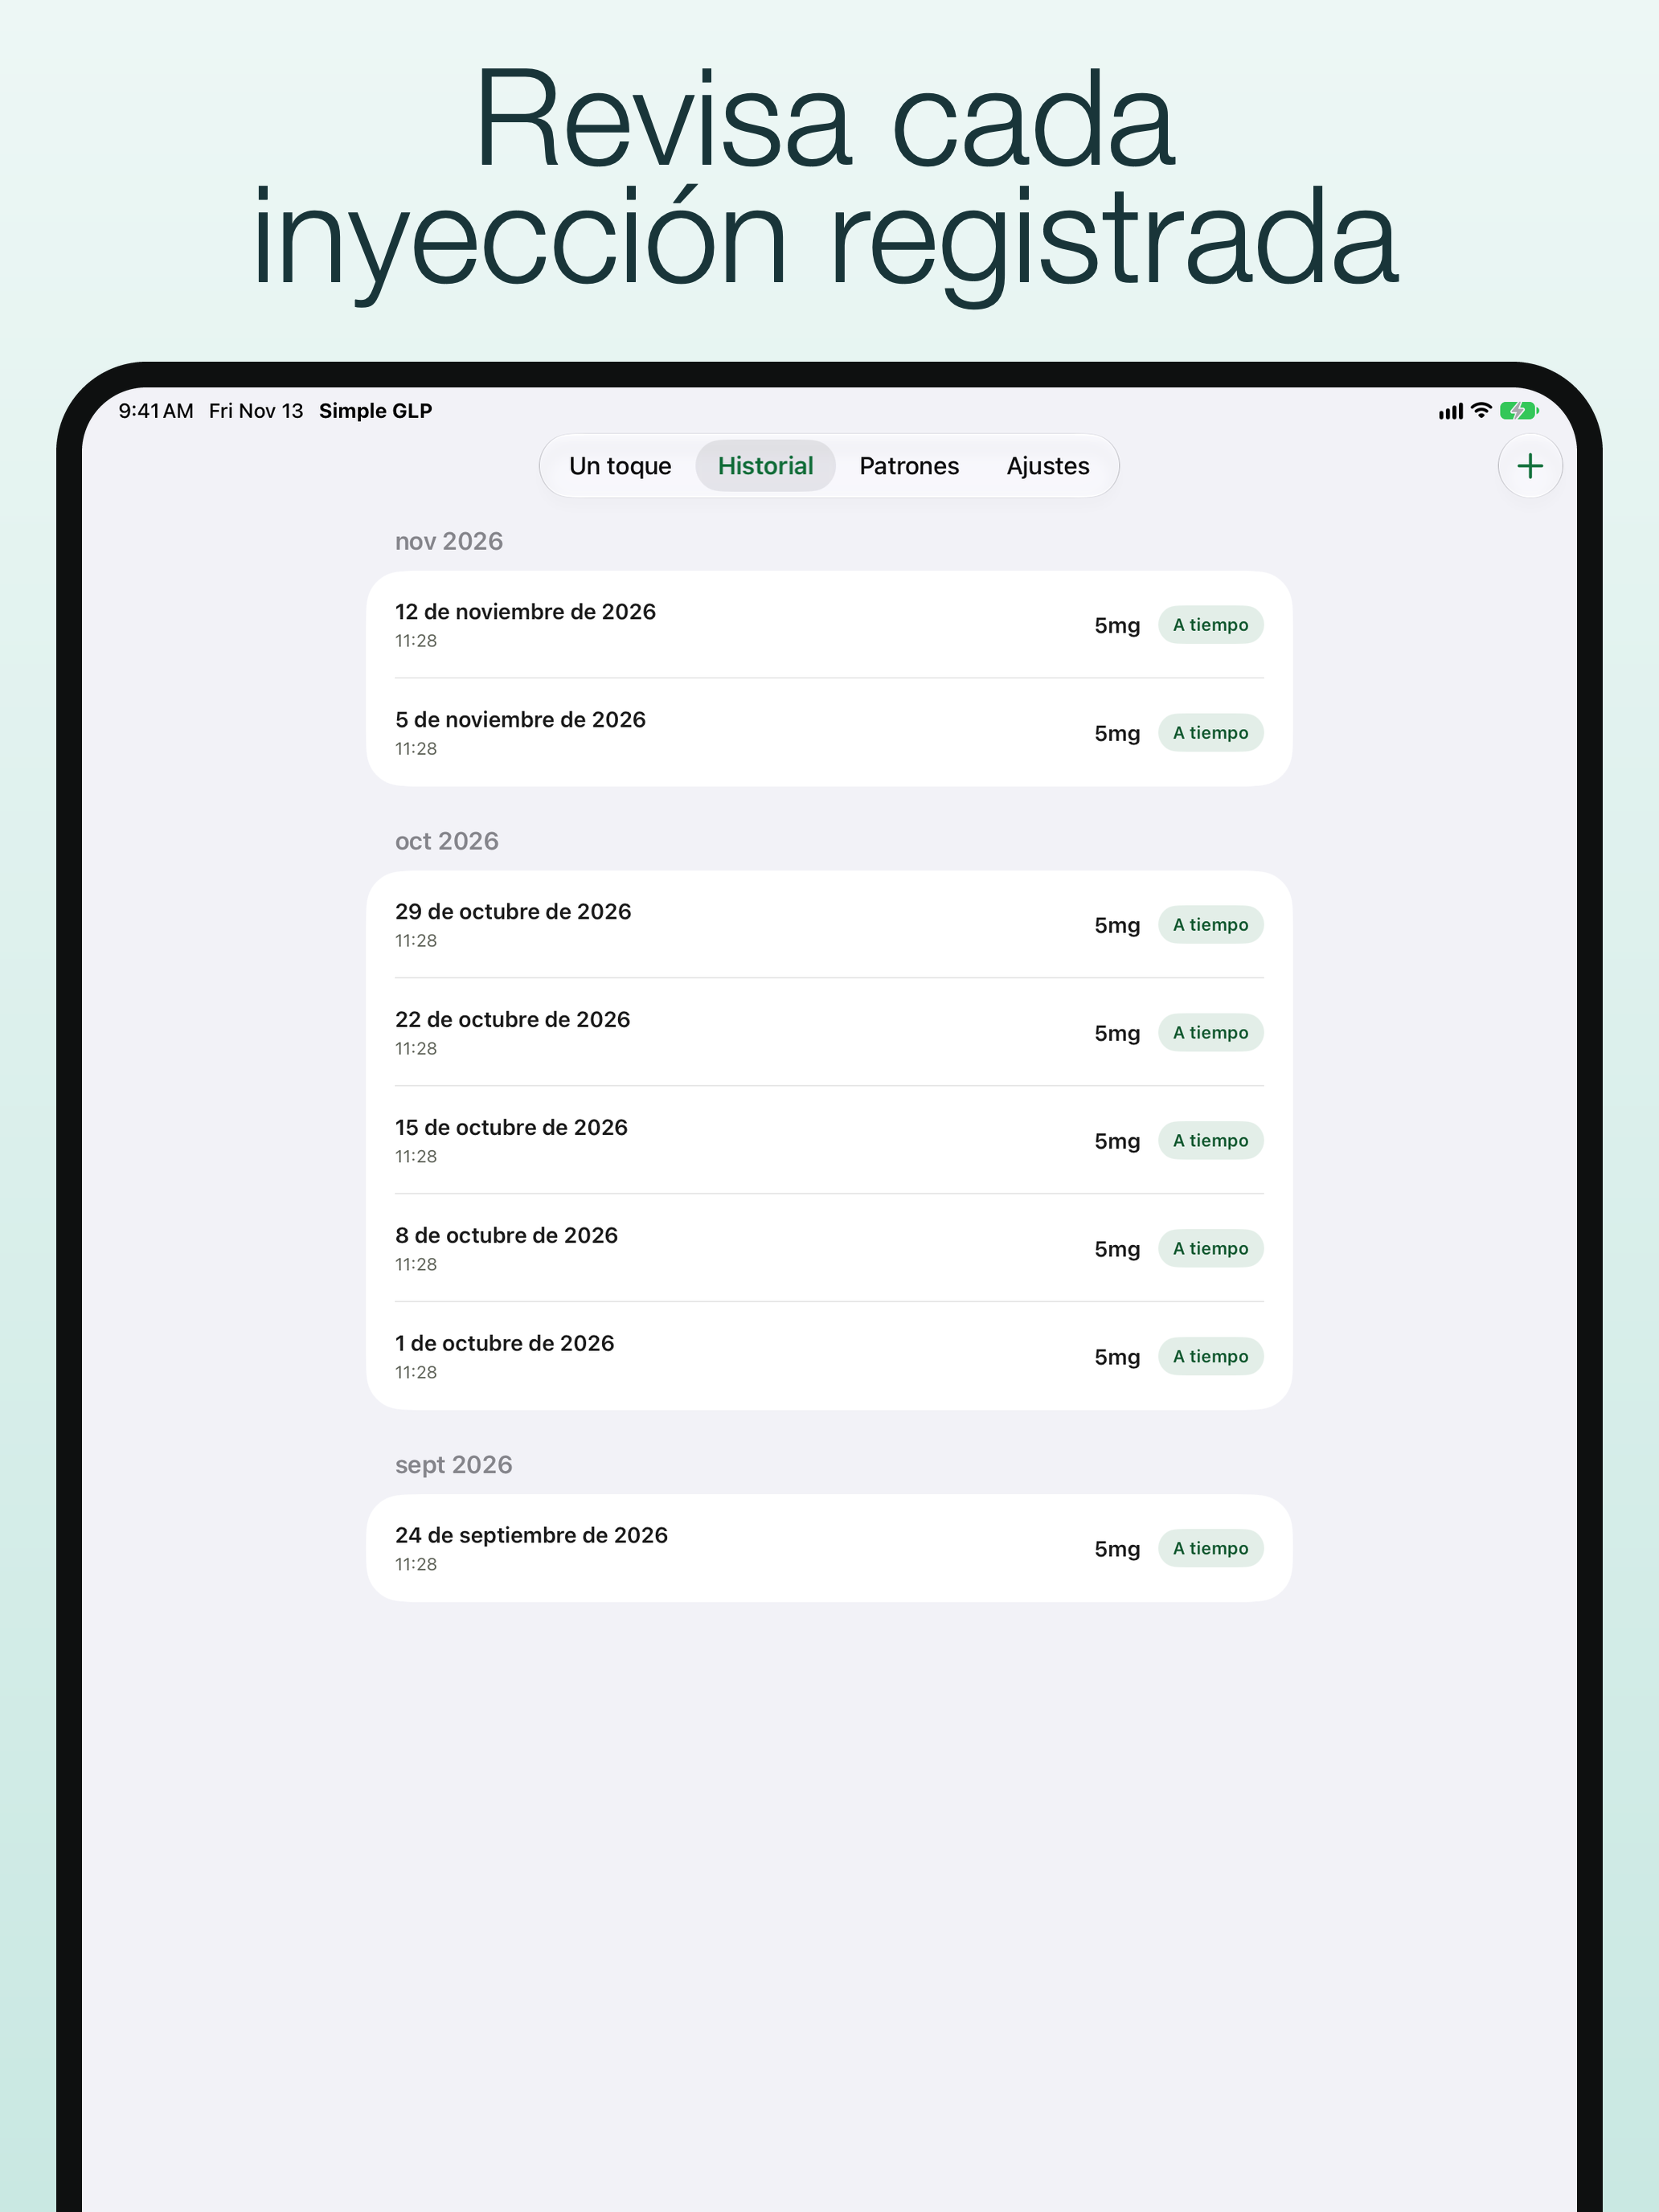 Revisa cada
inyección registrada
9:41 AM Fri Nov 13 Simple GLP
Un toque Historial Patrones Ajustes
nov 2026
12 de noviembre de 2026
11:28
5mg A tiempo
5 de noviembre de 2026
11:28
5mg A tiempo
oct 2026
29 de octubre de 2026
11:28
5mg A tiempo
22 de octubre de 2026
11:28
5mg A tiempo
15 de octubre de 2026
11:28
5mg A tiempo
8 de octubre de 2026
11:28
5mg A tiempo
1 de octubre de 2026
11:28
5mg A tiempo
sept 2026
24 de septiembre de 2026
11:28
5mg A tiempo